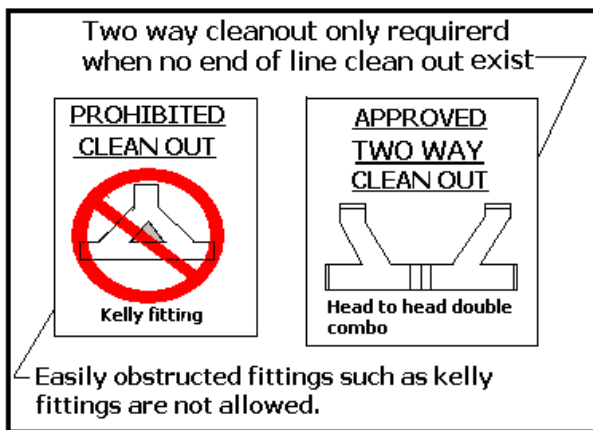 Two way cleanout only requirerd
when no end of line clean out exist
PROHIBITED
CLEAN OUT
Kelly fitting
APPROVED
TWO WAY
CLEAN OUT
Head to head double
combo
Easily obstructed fittings such as kelly
fittings are not allowed.